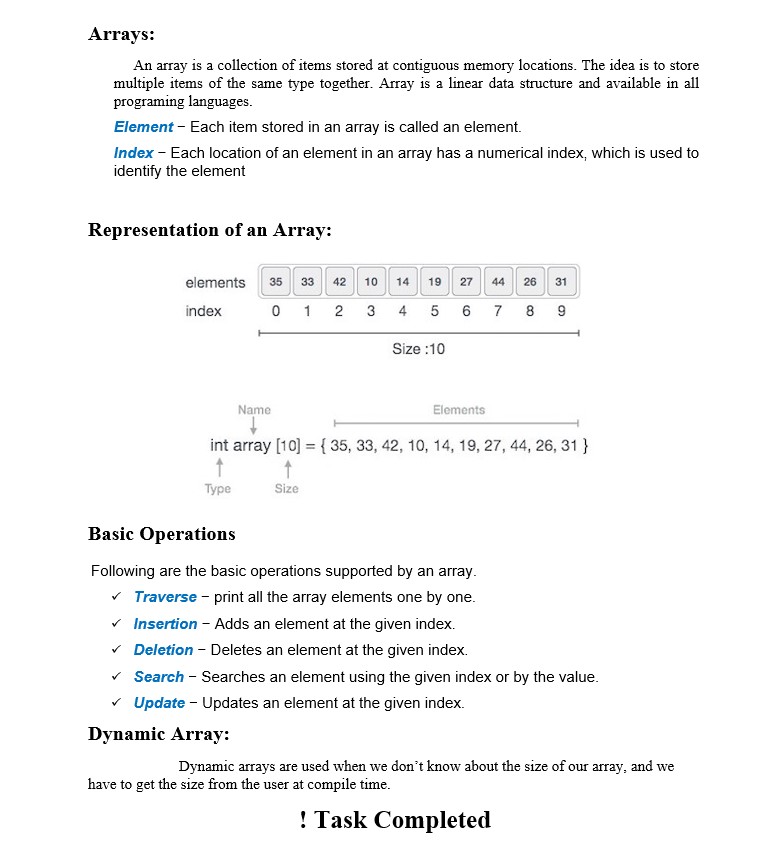 Arrays:
An array is a collection of items stored at contiguous memory locations. The idea is to store
multiple items of the same type together. Array is a linear data structure and available in all
programing languages.
Element – Each item stored in an array is called an element.
Index – Each location of an element in an array has a numerical index, which is used to
identify the element
Representation of an Array:
elements 35 33 42 10 14 19 27 44 26 31
index 0 1 2 3 4 5 6 7 8 9
Size :10
Name Elements
int array [10] = { 35, 33, 42, 10, 14, 19, 27, 44, 26, 31 }
Type Size
Basic Operations
Following are the basic operations supported by an array.
✓ Traverse – print all the array elements one by one.
✓ Insertion – Adds an element at the given index.
✓ Deletion – Deletes an element at the given index.
✓ Search – Searches an element using the given index or by the value.
✓ Update – Updates an element at the given index.
Dynamic Array:
Dynamic arrays are used when we don’t know about the size of our array, and we
have to get the size from the user at compile time.
! Task Completed